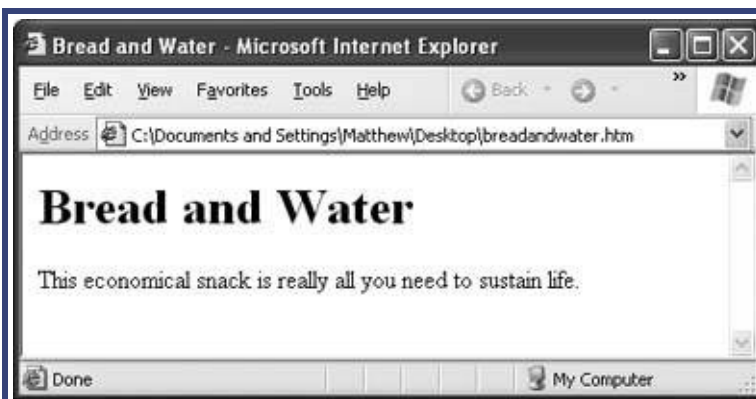 Bread and Water - Microsoft Internet Explorer
File Edit View Favorites Tools Help Back »
Address C:\Documents and Settings\Matthew\Desktop\breadandwater.htm
Bread and Water
This economical snack is really all you need to sustain life.
Done My Computer